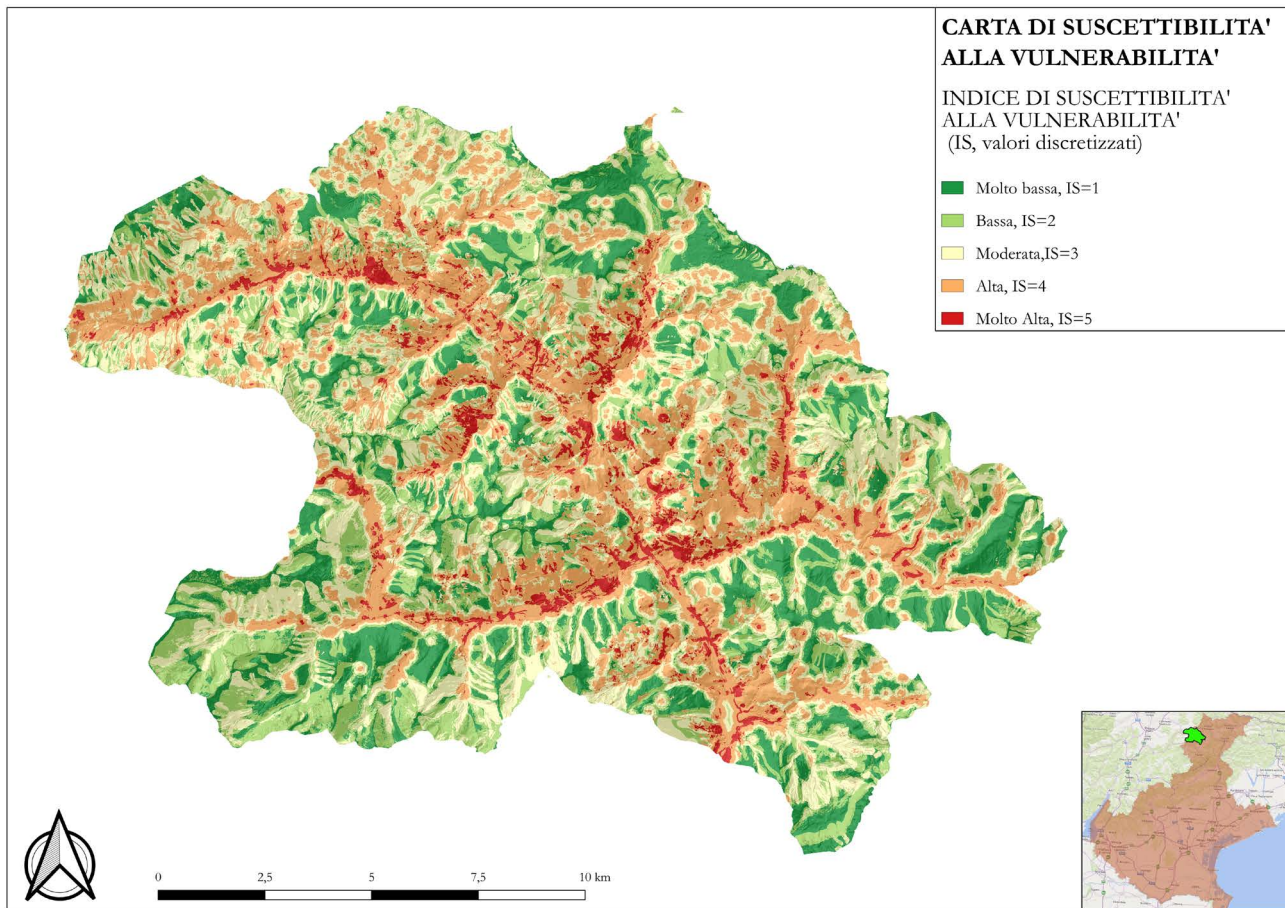 CARTA DI SUSCETTIBILITA'
ALLA VULNERABILITA'
INDICE DI SUSCETTIBILITA'
ALLA VULNERABILITA'
(IS, valori discretizzati)
Molto bassa, IS=1
Bassa, IS=2
Moderata,IS=3
Alta, IS=4
Molto Alta, IS=5
0 2,5 5 7,5 10 km